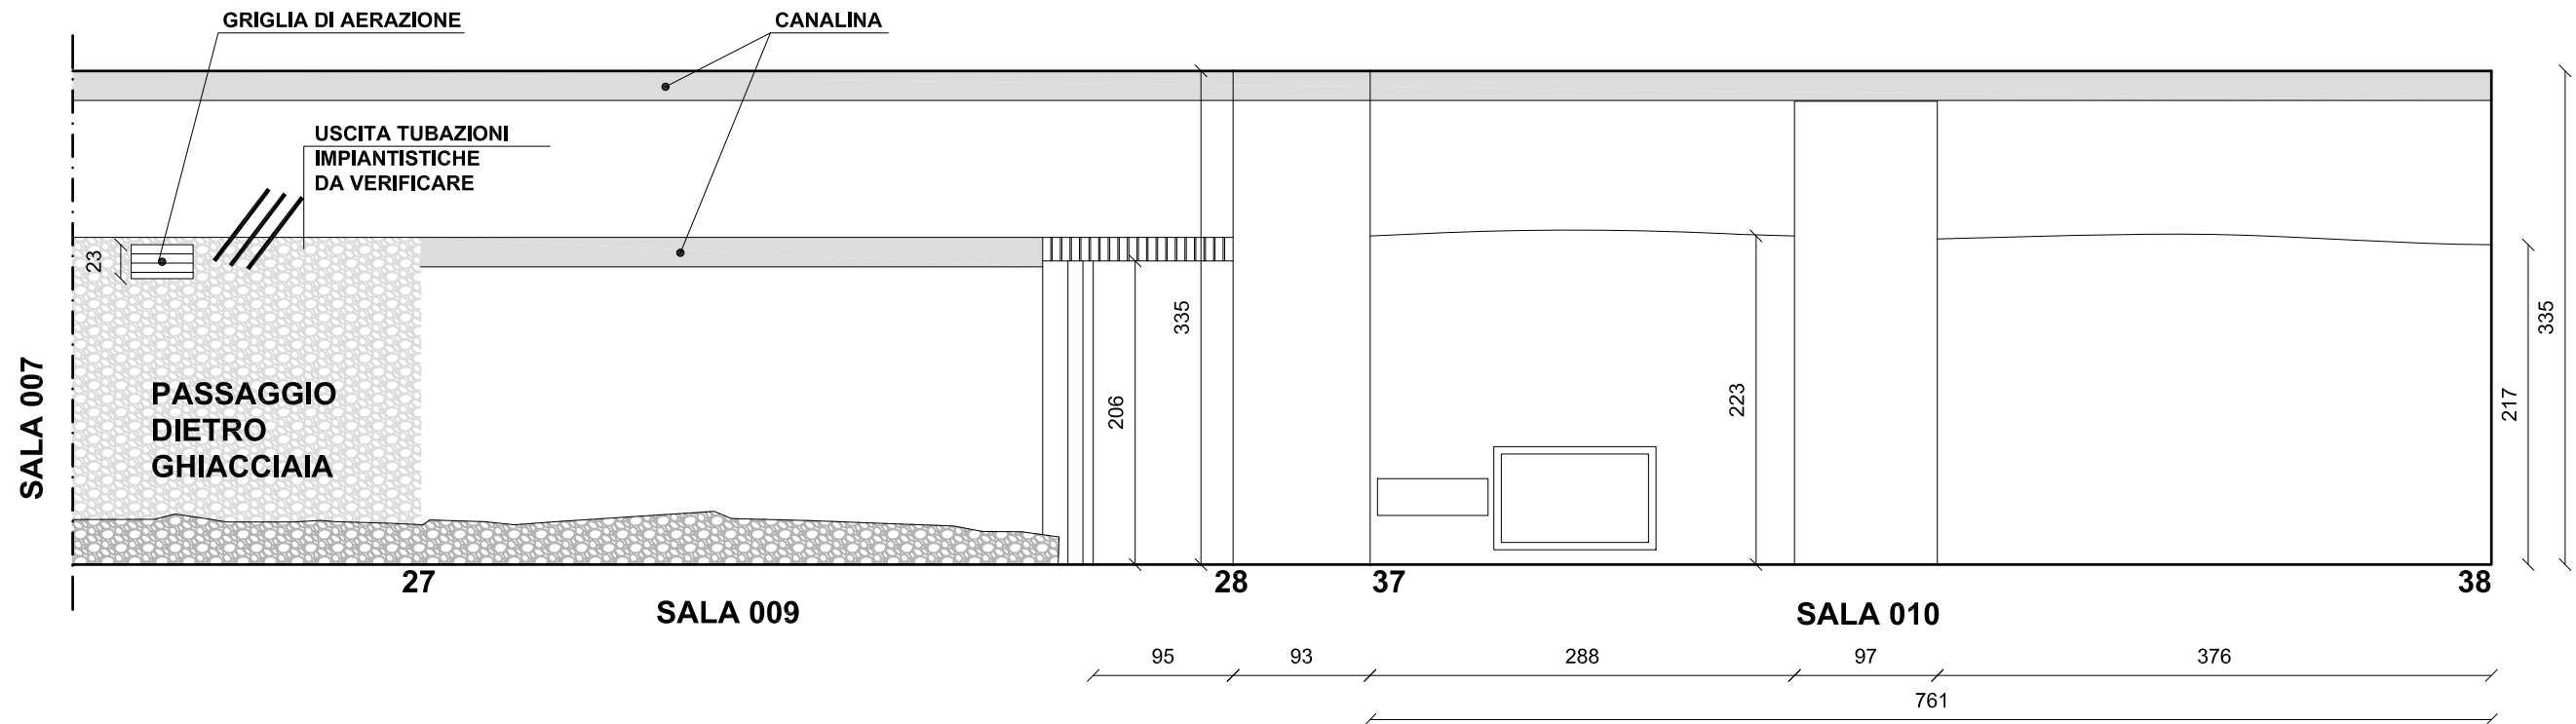 GRIGLIA DI AERAZIONE
CANALINA
USCITA TUBAZIONI
IMPIANTISTICHE
DA VERIFICARE
23
335
335
SALA 007
PASSAGGIO
DIETRO
GHIACCIAIA
206
223
217
27
28
37
38
SALA 009
SALA 010
95
93
288
97
376
761